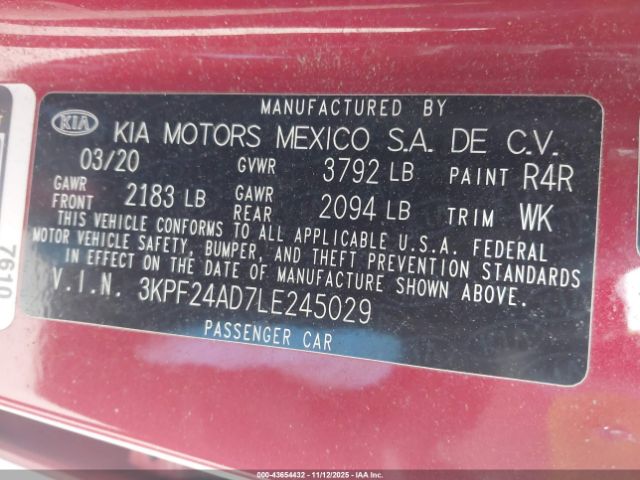 MANUFACTURED BY
KIA KIA MOTORS MEXICO S.A. DE C.V.
03/20 GVWR 3792 LB PAINT R4R
GAWR FRONT 2183 LB GAWR REAR 2094 LB TRIM WK
THIS VEHICLE CONFORMS TO ALL APPLICABLE U.S.A. FEDERAL
MOTOR VEHICLE SAFETY, BUMPER, AND THEFT PREVENTION STANDARDS
IN EFFECT ON THE DATE OF MANUFACTURE SHOWN ABOVE.
V.I.N. 3KPF24AD7LE245029
PASSENGER CAR
7610
000-43654432 - 11/12/2025 - IAAI.CA